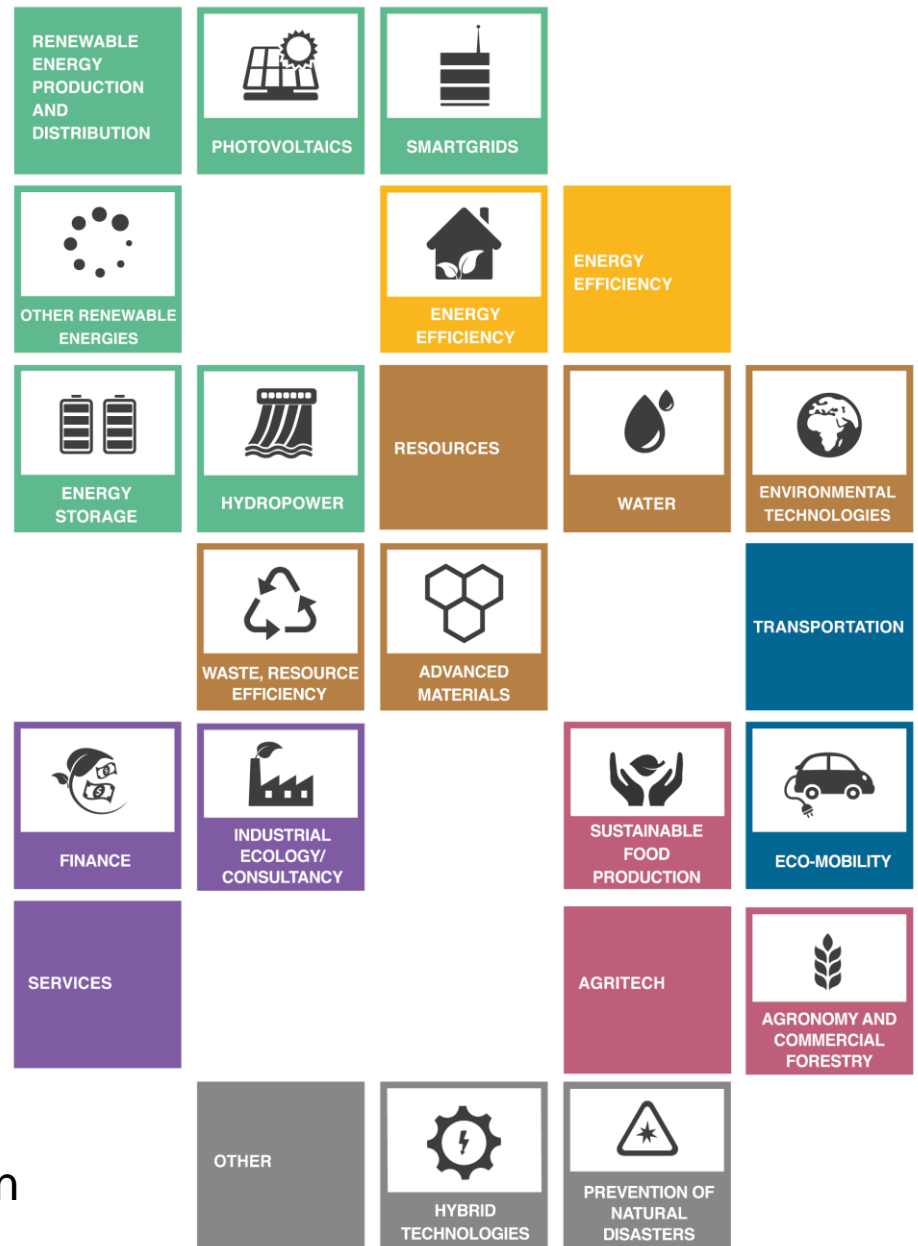 RENEWABLE
ENERGY
PRODUCTION
AND
DISTRIBUTION
PHOTOVOLTAICS
SMARTGRIDS
OTHER RENEWABLE
ENERGIES
ENERGY
EFFICIENCY
ENERGY
EFFICIENCY
ENERGY
STORAGE
HYDROPOWER
RESOURCES
WATER
ENVIRONMENTAL
TECHNOLOGIES
WASTE, RESOURCE
EFFICIENCY
ADVANCED
MATERIALS
TRANSPORTATION
FINANCE
INDUSTRIAL
ECOLOGY/
CONSULTANCY
SUSTAINABLE
FOOD
PRODUCTION
ECO-MOBILITY
SERVICES
AGRITECH
AGRONOMY AND
COMMERCIAL
FORESTRY
OTHER
HYBRID
TECHNOLOGIES
PREVENTION OF
NATURAL
DISASTERS